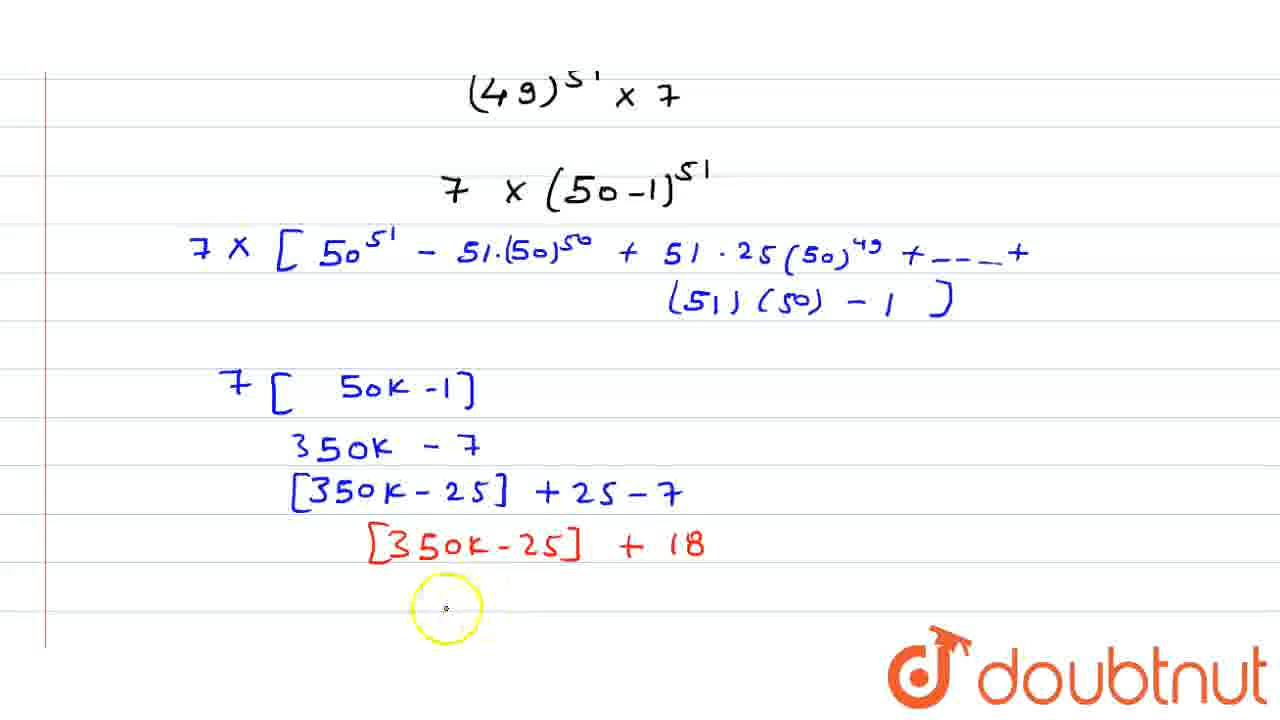 (49)^51 × 7
7 × (50-1)^51
7 × [ 50^51 - 51.(50)^50 + 51 . 25 (50)^49 + ---- +
(51) (50) - 1 ]
7 [ 50K -1]
350K - 7
[350K - 25] + 25 - 7
[350K - 25] + 18
doubtnut